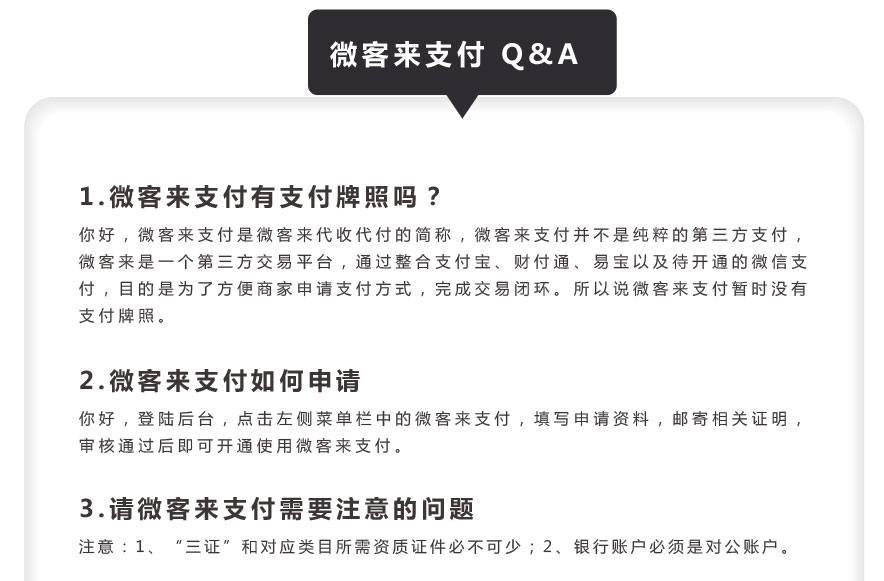 微客来支付 Q&A
1.微客来支付有支付牌照吗？
你好，微客来支付是微客来代收代付的简称，微客来支付并不是纯粹的第三方支付，
微客来是一个第三方交易平台，通过整合支付宝、财付通、易宝以及待开通的微信支
付，目的是为了方便商家申请支付方式，完成交易闭环。所以说微客来支付暂时没有
支付牌照。
2.微客来支付如何申请
你好，登陆后台，点击左侧菜单栏中的微客来支付，填写申请资料，邮寄相关证明，
审核通过后即可开通使用微客来支付。
3.请微客来支付需要注意的问题
注意：1、“三证”和对应类目所需资质证件必不可少；2、银行账户必须是对公账户。